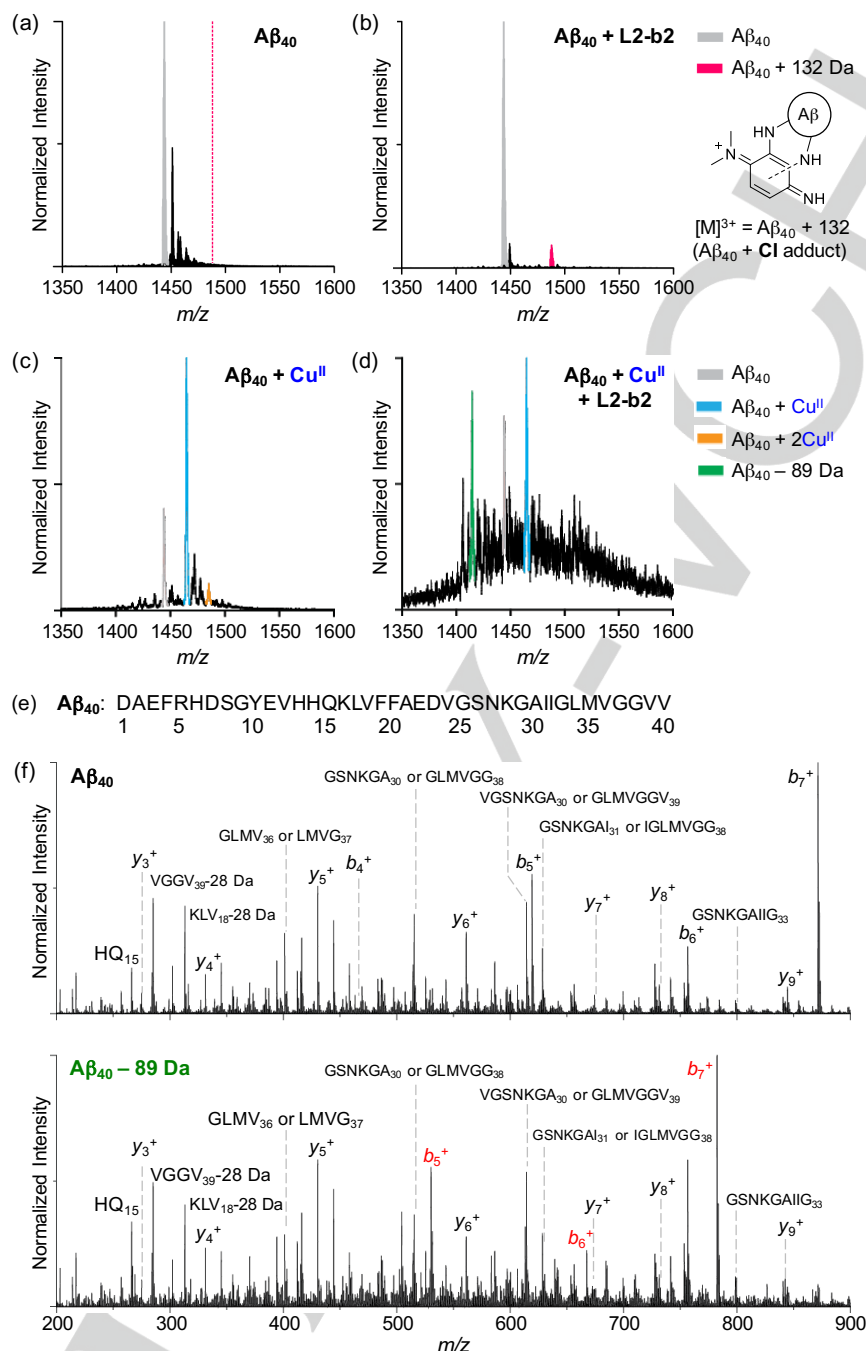 (a)
Aβ40
Normalized Intensity
1350 1400 1450 1500 1550 1600
m/z
(b)
Aβ40 + L2-b2
Normalized Intensity
1350 1400 1450 1500 1550 1600
m/z
Aβ40
Aβ40 + 132 Da
Aβ
HN
N
+
NH
NH
[M]3+ = Aβ40 + 132
(Aβ40 + CI adduct)
(c)
Aβ40 + CuII
Normalized Intensity
1350 1400 1450 1500 1550 1600
m/z
(d)
Aβ40 + CuII
+ L2-b2
Normalized Intensity
1350 1400 1450 1500 1550 1600
m/z
Aβ40
Aβ40 + CuII
Aβ40 + 2CuII
Aβ40 – 89 Da
(e) Aβ40: DAEFRHDSGYEVHHQKLVFFAEDVGSNKGAIIGLMVGGVV
1 5 10 15 20 25 30 35 40
(f)
Aβ40
Normalized Intensity
HQ15
y3+
VGGV39-28 Da
KLV18-28 Da
y4+
GLMV36 or LMVG37
y5+
b4+
GSNKGA30 or GLMVGG38
y6+
VGSNKGA30 or GLMVGGV39
b5+
GSNKGAI31 or IGLMVGG38
y7+
y8+
b6+
GSNKGAIIG33
y9+
b7+
Aβ40 – 89 Da
Normalized Intensity
HQ15
y3+
VGGV39-28 Da
KLV18-28 Da
y4+
GLMV36 or LMVG37
y5+
GSNKGA30 or GLMVGG38
b5+
y6+
VGSNKGA30 or GLMVGGV39
GSNKGAI31 or IGLMVGG38
b6+
y7+
y8+
b7+
GSNKGAIIG33
y9+
200 300 400 500 600 700 800 900
m/z